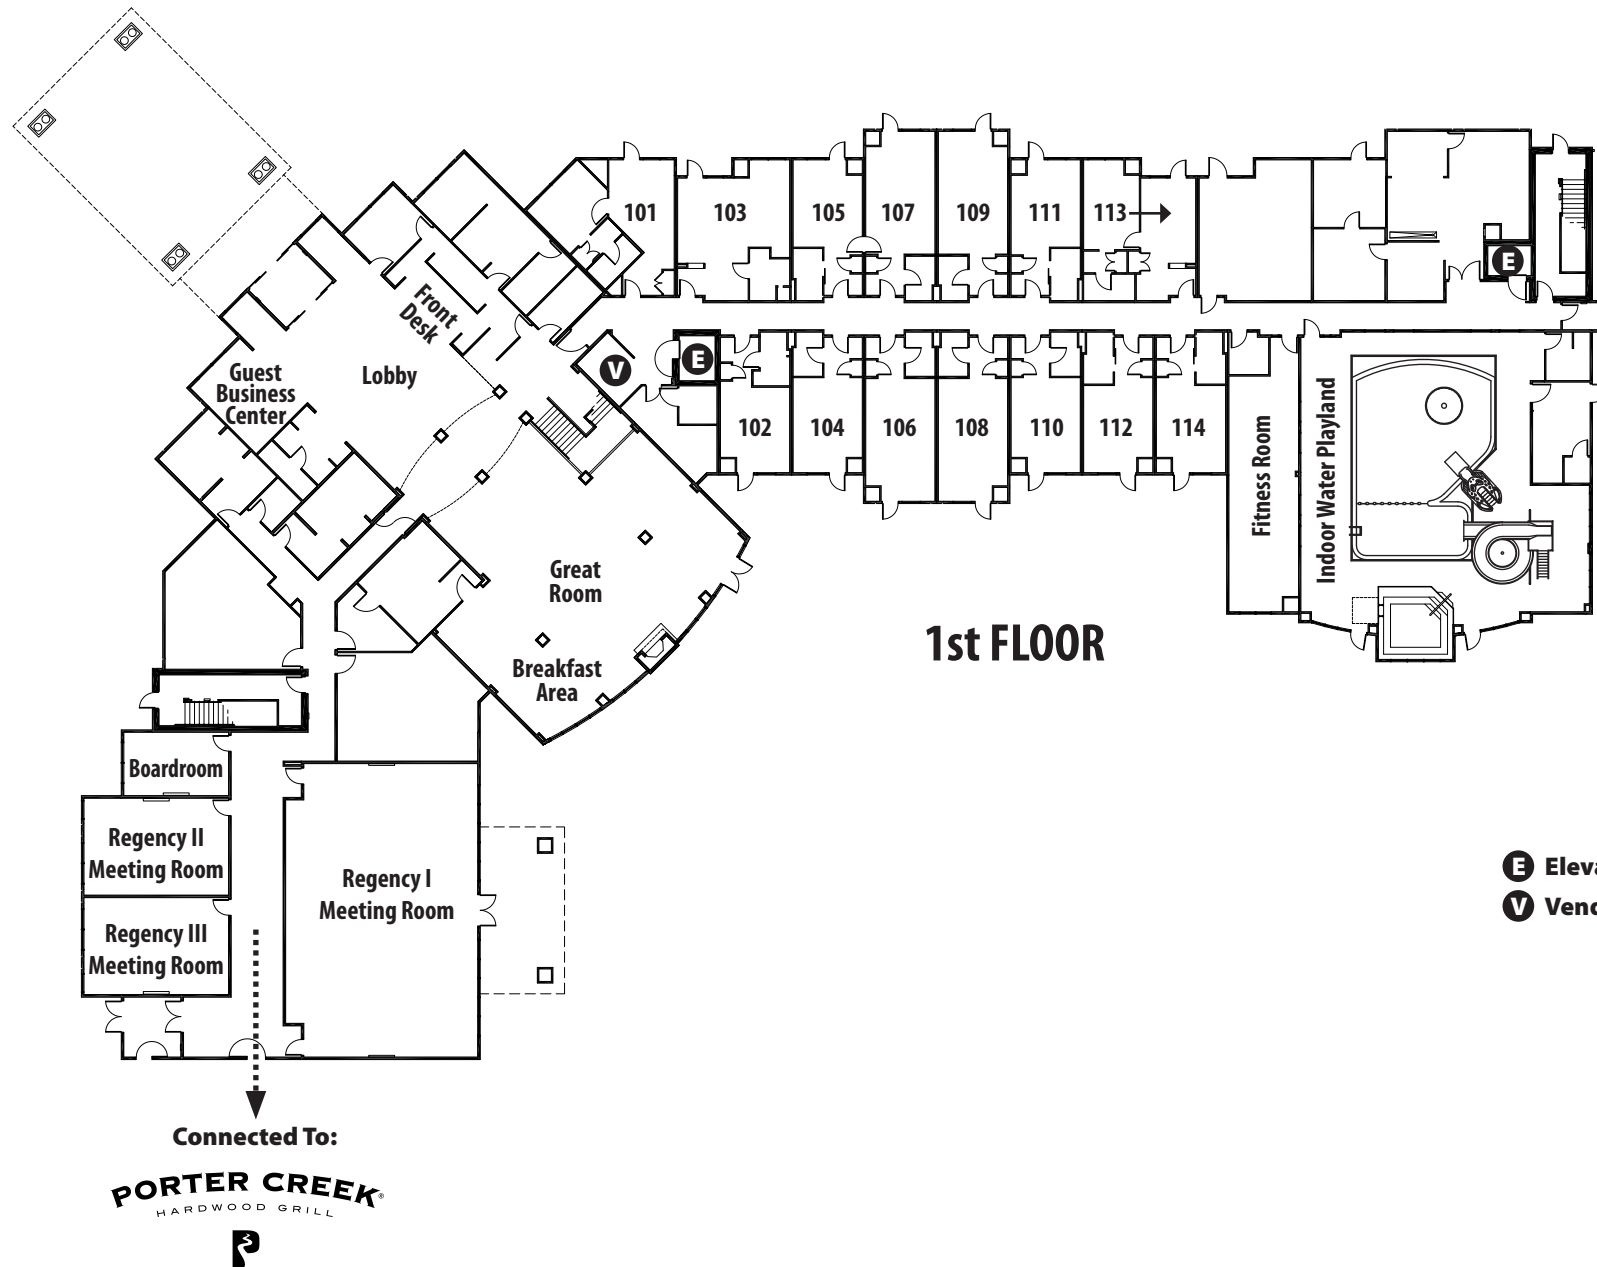 101
103
105
107
109
111
113
E
Front
Desk
V
E
Guest
Business
Center
Lobby
102
104
106
108
110
112
114
Fitness Room
Indoor Water Playland
Great
Room
1st FLOOR
Breakfast
Area
Boardroom
Regency II
Meeting Room
Regency I
Meeting Room
Regency III
Meeting Room
E Eleva
V Vend
Connected To:
PORTER CREEK®
HARDWOOD GRILL
P